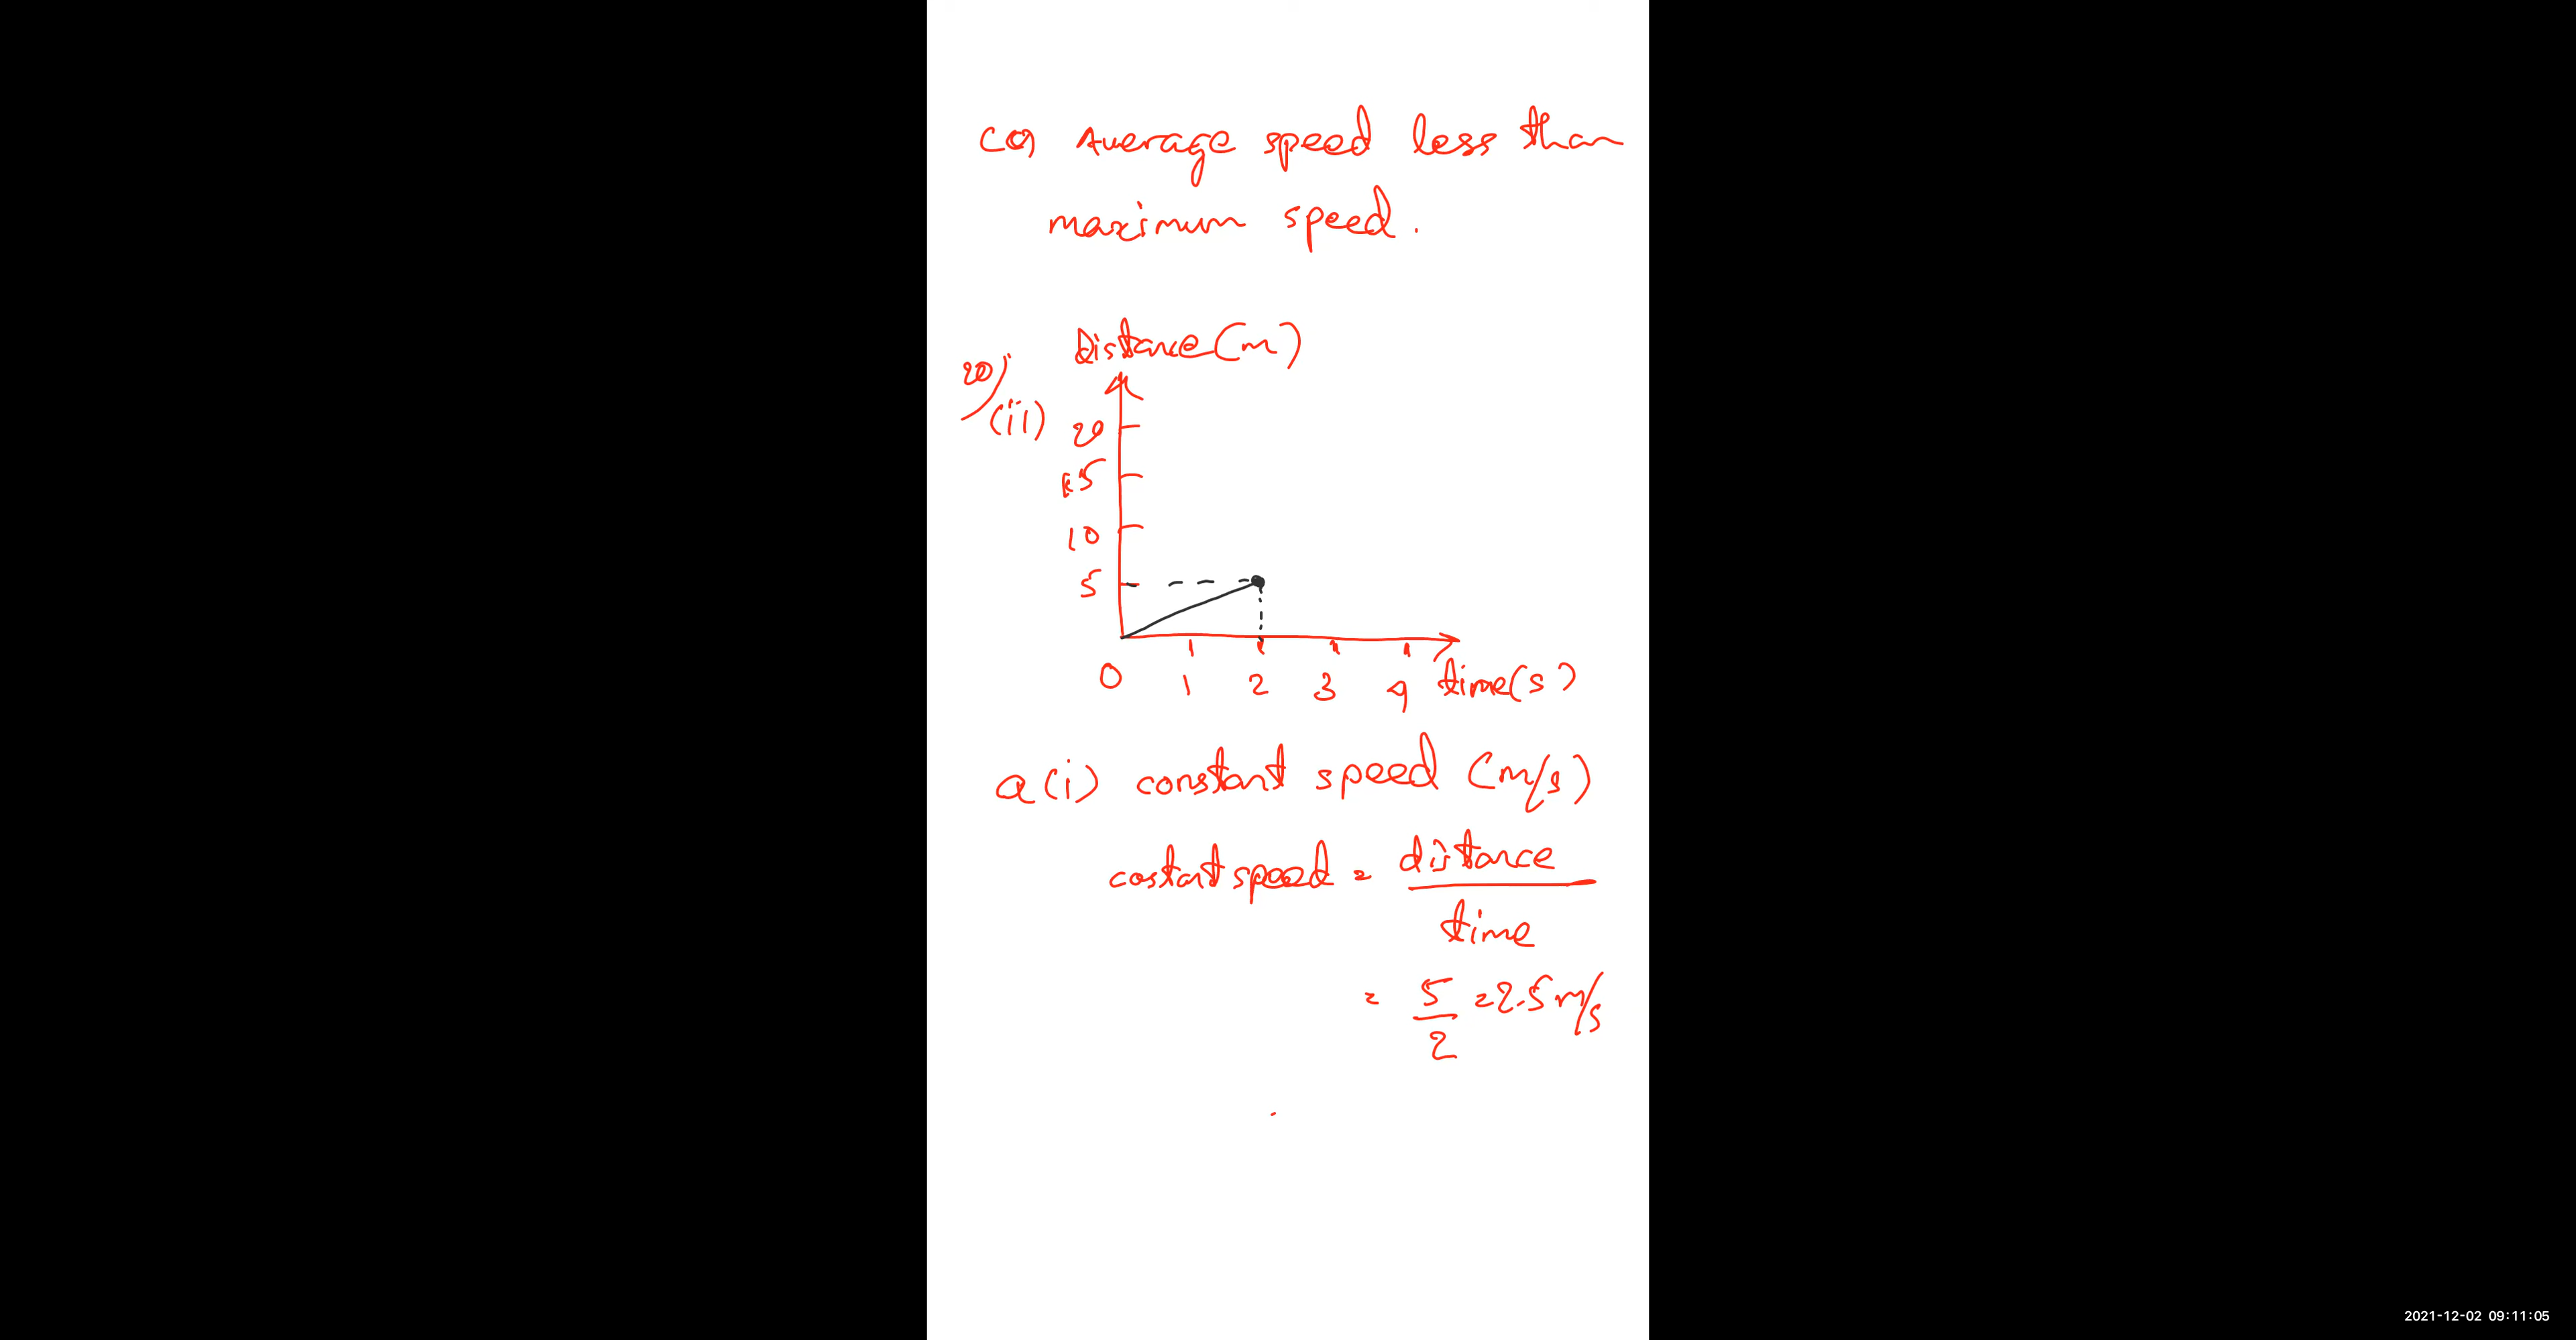 (a) Average speed less than
maximum speed.
Distance (m)
20)
(ii) 20
15
10
5
0 1 2 3 4 time(s)
a(i) constant speed (m/s)
costant speed = distance
time
= 5 = 2.5 m/s
2
2021-12-02 09:11:05